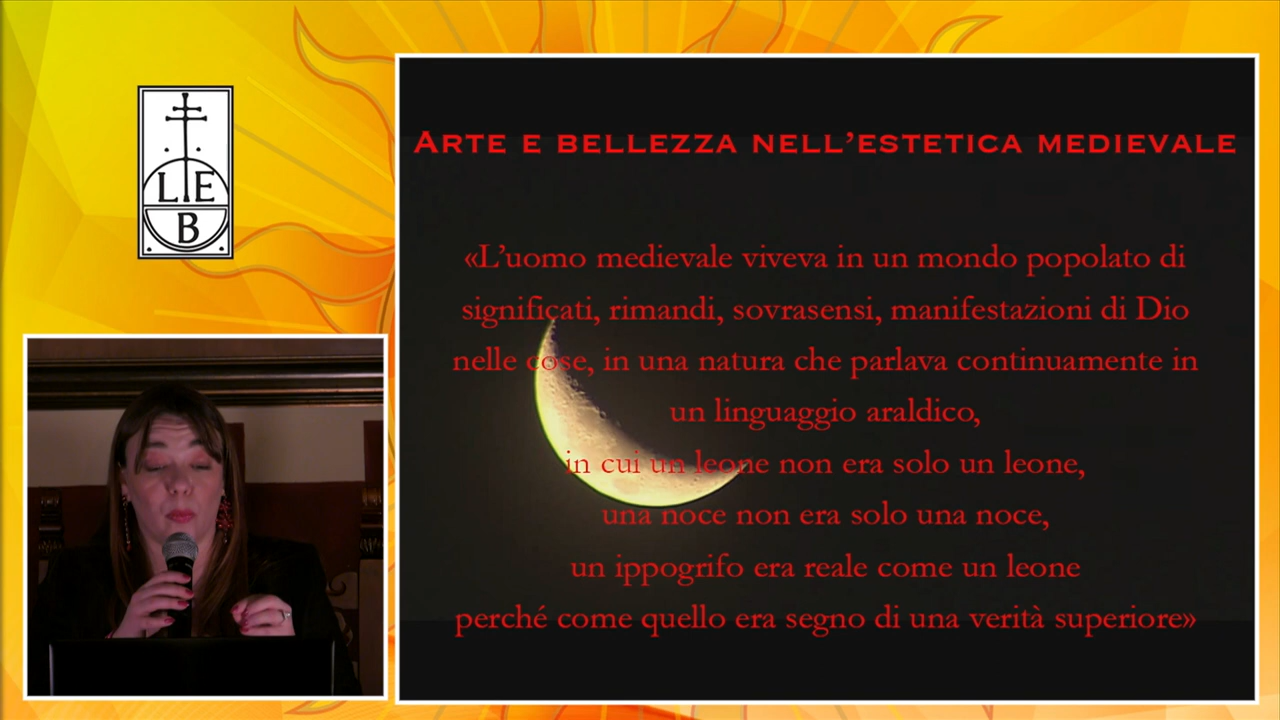 L E
B
ARTE E BELLEZZA NELL’ESTETICA MEDIEVALE
«L’uomo medievale viveva in un mondo popolato di
significati, rimandi, sovrasensi, manifestazioni di Dio
nelle cose, in una natura che parlava continuamente in
un linguaggio araldico,
in cui un leone non era solo un leone,
una noce non era solo una noce,
un ippogrifo era reale come un leone
perché come quello era segno di una verità superiore»